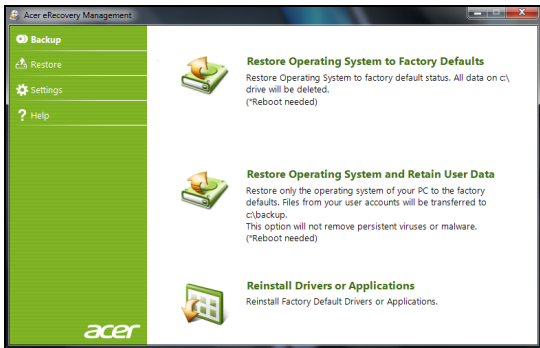 Acer eRecovery Management
Backup
Restore
Settings
Help
Restore Operating System to Factory Defaults
Restore Operating System to factory default status. All data on c:\
drive will be deleted.
(*Reboot needed)
Restore Operating System and Retain User Data
Restore only the operating system of your PC to the factory
defaults. Files from your user accounts will be transferred to
c:\backup.
This option will not remove persistent viruses or malware.
(*Reboot needed)
Reinstall Drivers or Applications
Reinstall Factory Default Drivers or Applications.
acer